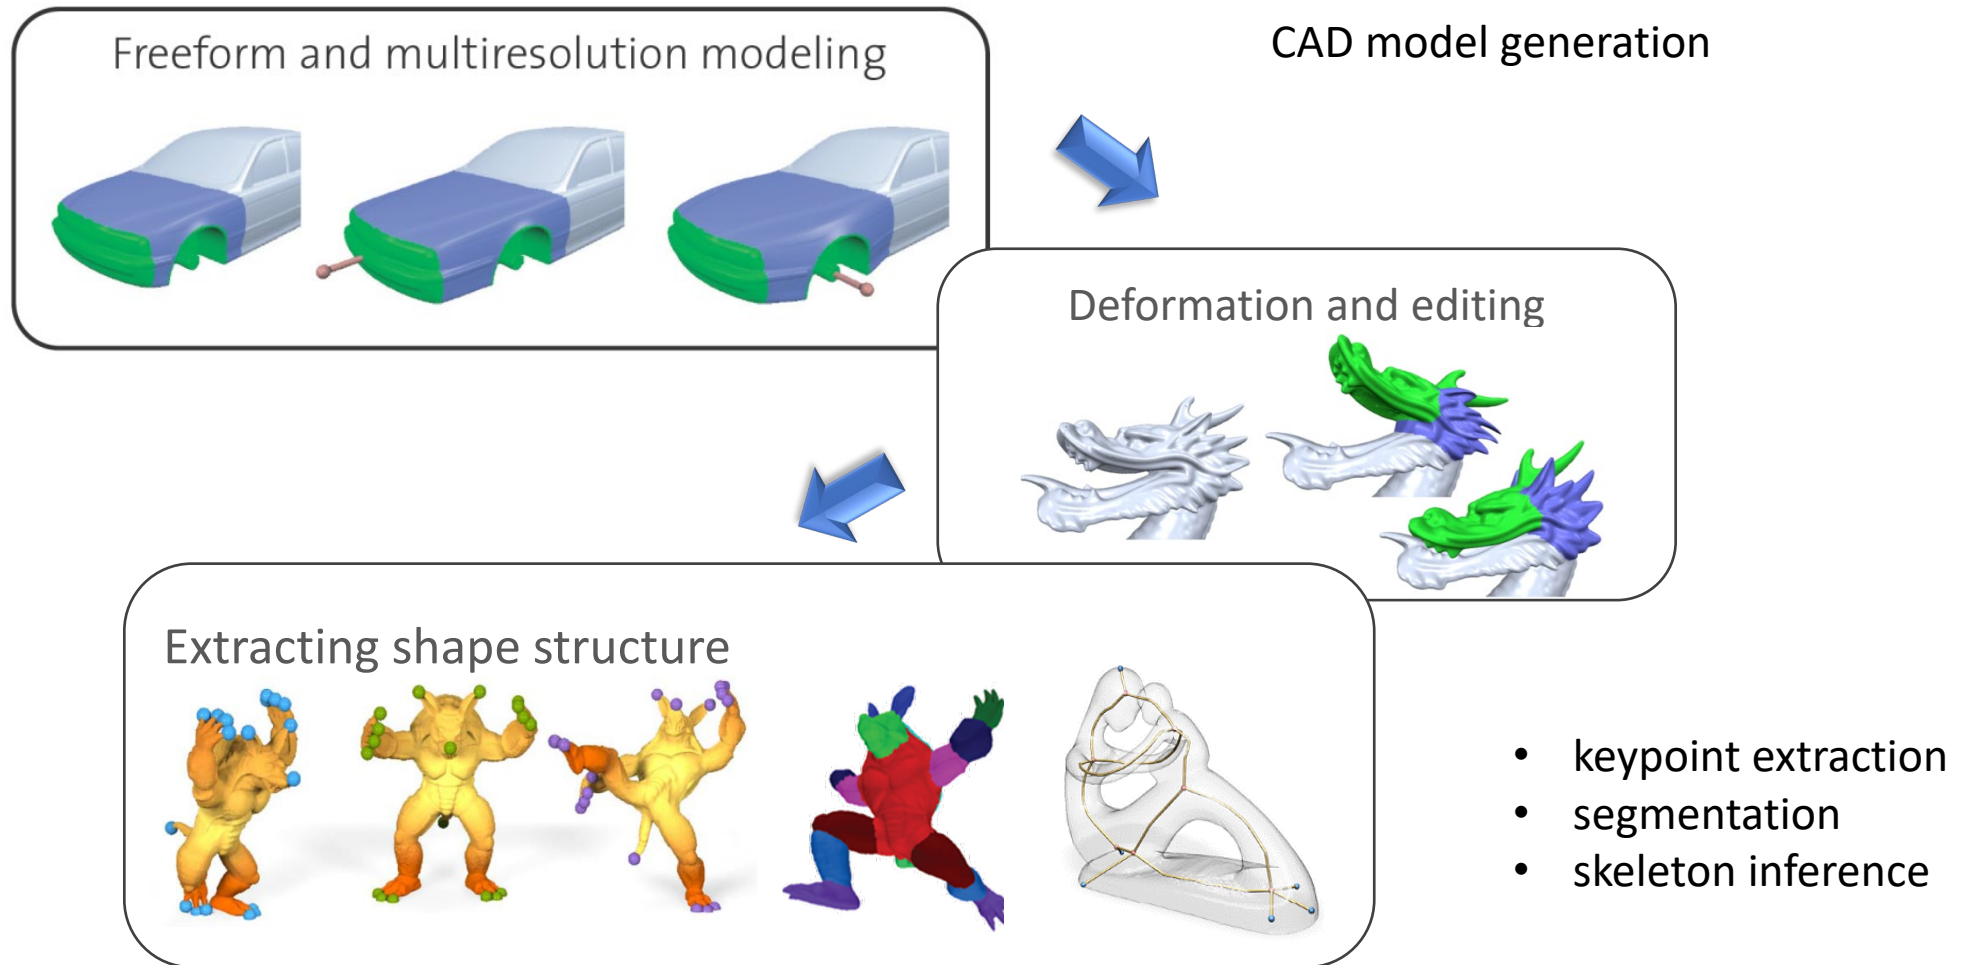 Freeform and multiresolution modeling
CAD model generation
Deformation and editing
Extracting shape structure
• keypoint extraction
• segmentation
• skeleton inference